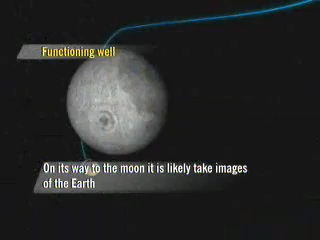 Functioning well
On its way to the moon it is likely take images
of the Earth